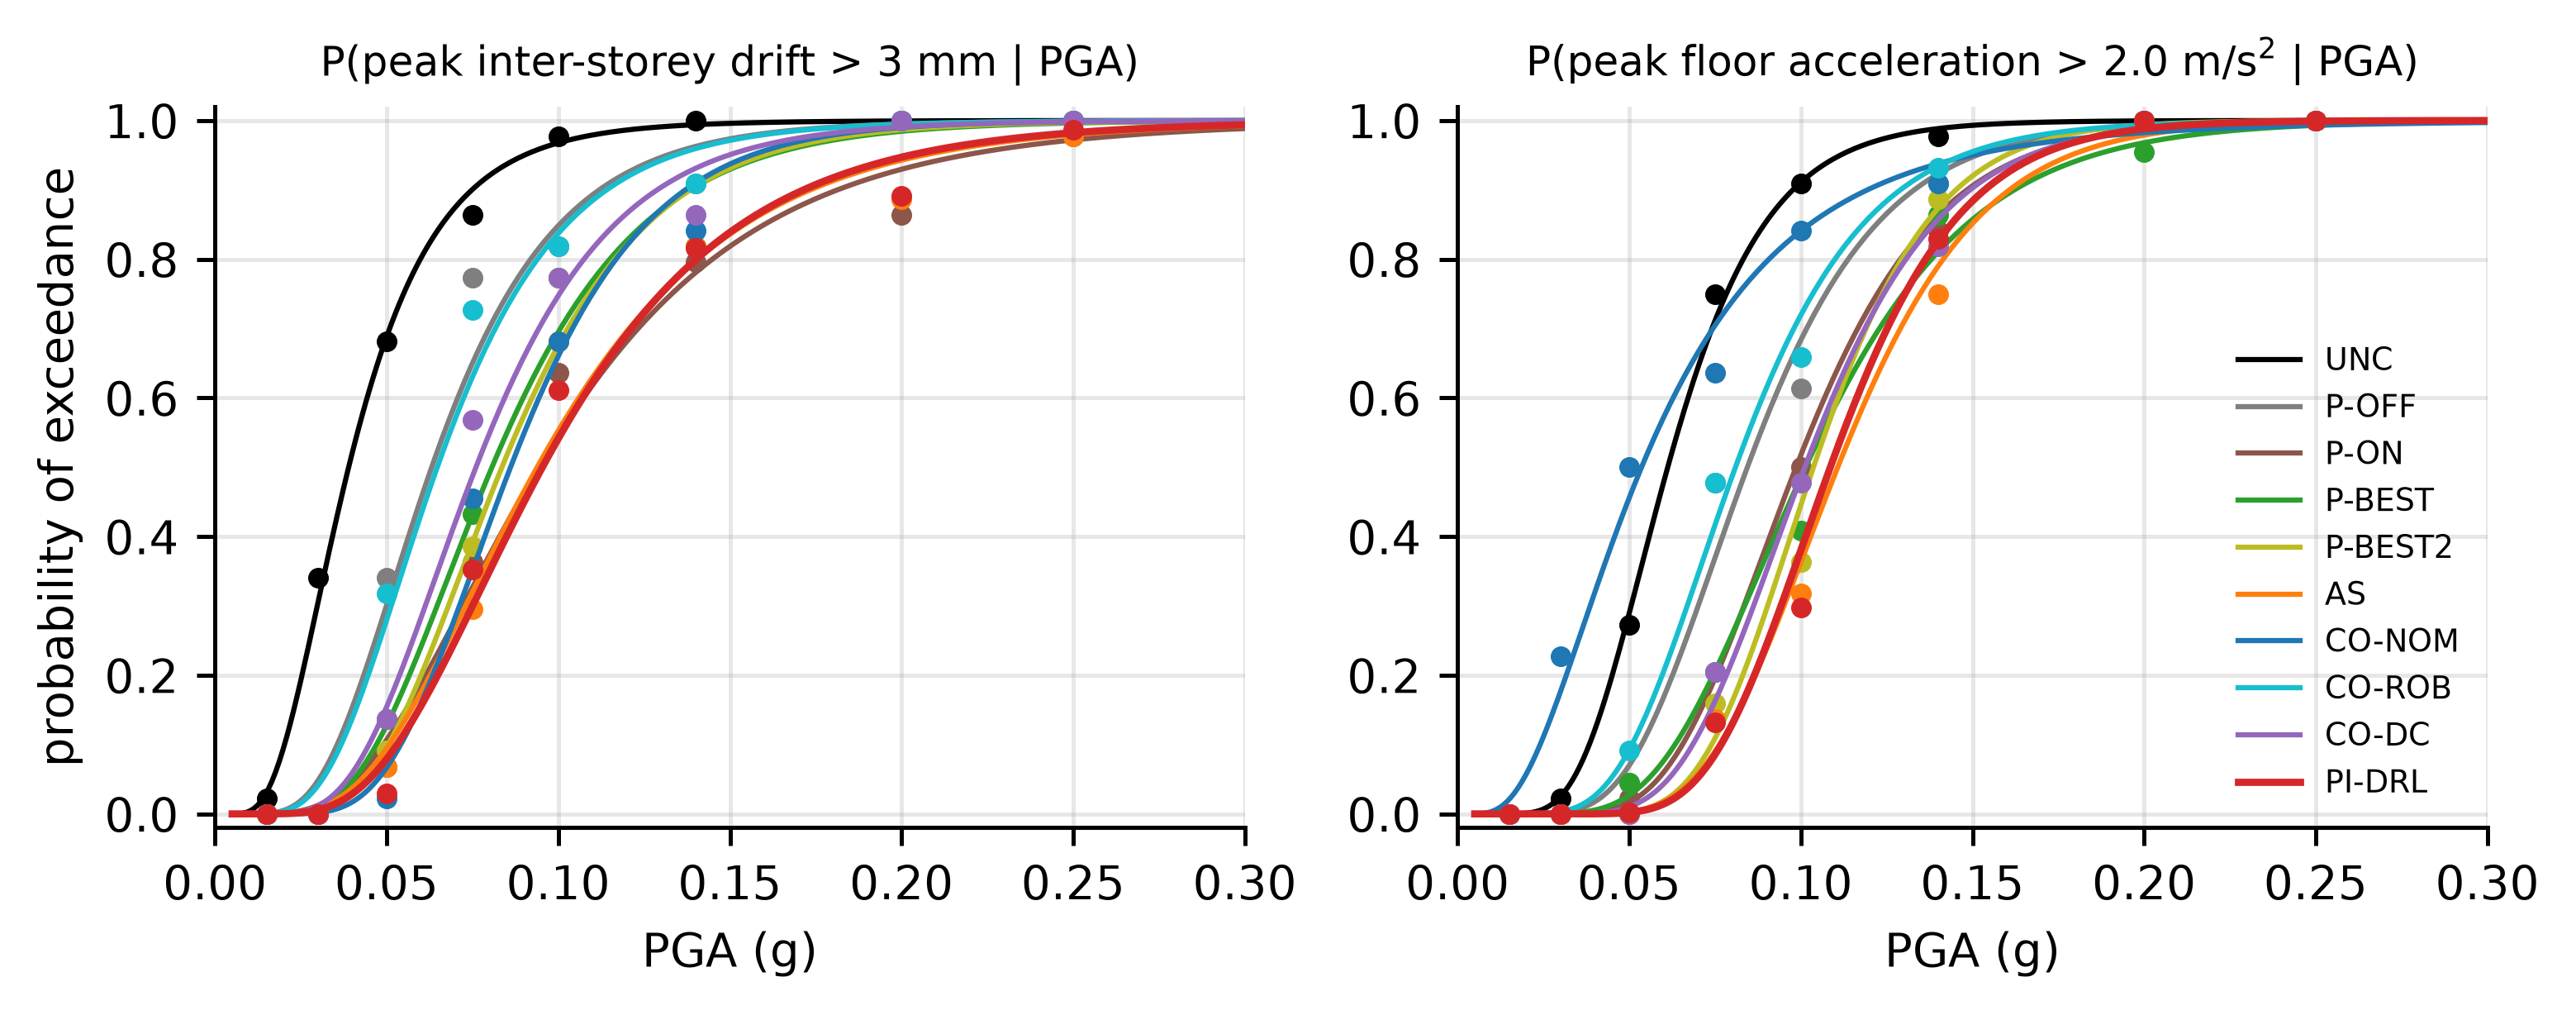 P(peak inter-storey drift > 3 mm | PGA)
P(peak floor acceleration > 2.0 m/s² | PGA)
probability of exceedance
1.0
0.8
0.6
0.4
0.2
0.0
0.00 0.05 0.10 0.15 0.20 0.25 0.30
PGA (g)
1.0
0.8
0.6
0.4
0.2
0.0
0.00 0.05 0.10 0.15 0.20 0.25 0.30
PGA (g)
UNC
P-OFF
P-ON
P-BEST
P-BEST2
AS
CO-NOM
CO-ROB
CO-DC
PI-DRL